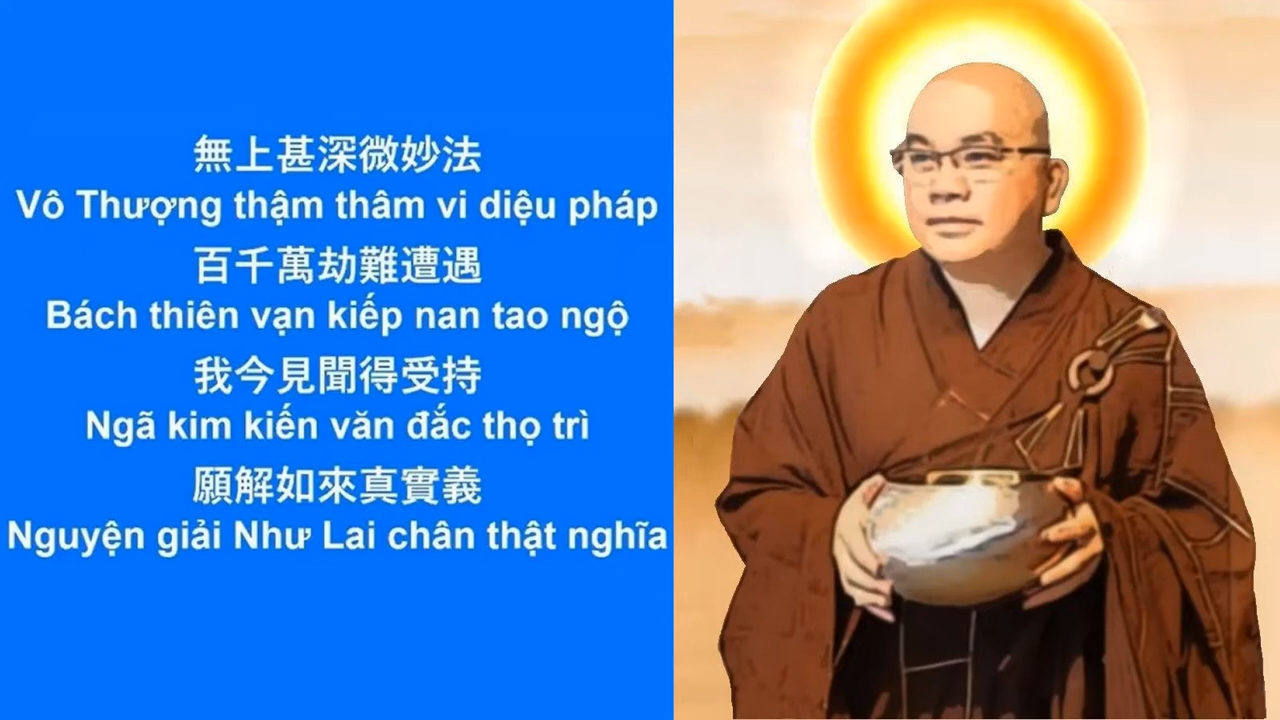 無上甚深微妙法
Vô Thượng thậm thâm vi diệu pháp
百千萬劫難遭遇
Bách thiên vạn kiếp nan tao ngộ
我今見聞得受持
Ngã kim kiến văn đắc thọ trì
願解如來真實義
Nguyện giải Như Lai chân thật nghĩa